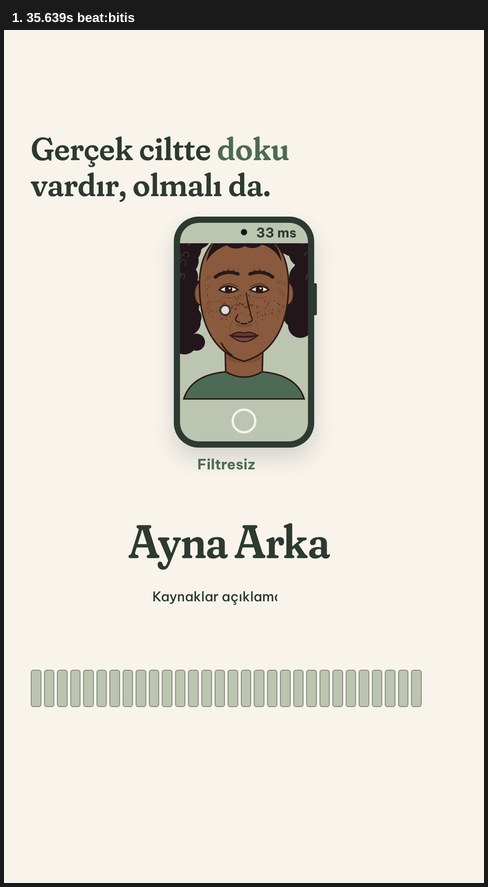 1. 35.639s beat:bitis
Gerçek ciltte doku
vardır, olmalı da.
33 ms
Filtresiz
Ayna Arka
Kaynaklar